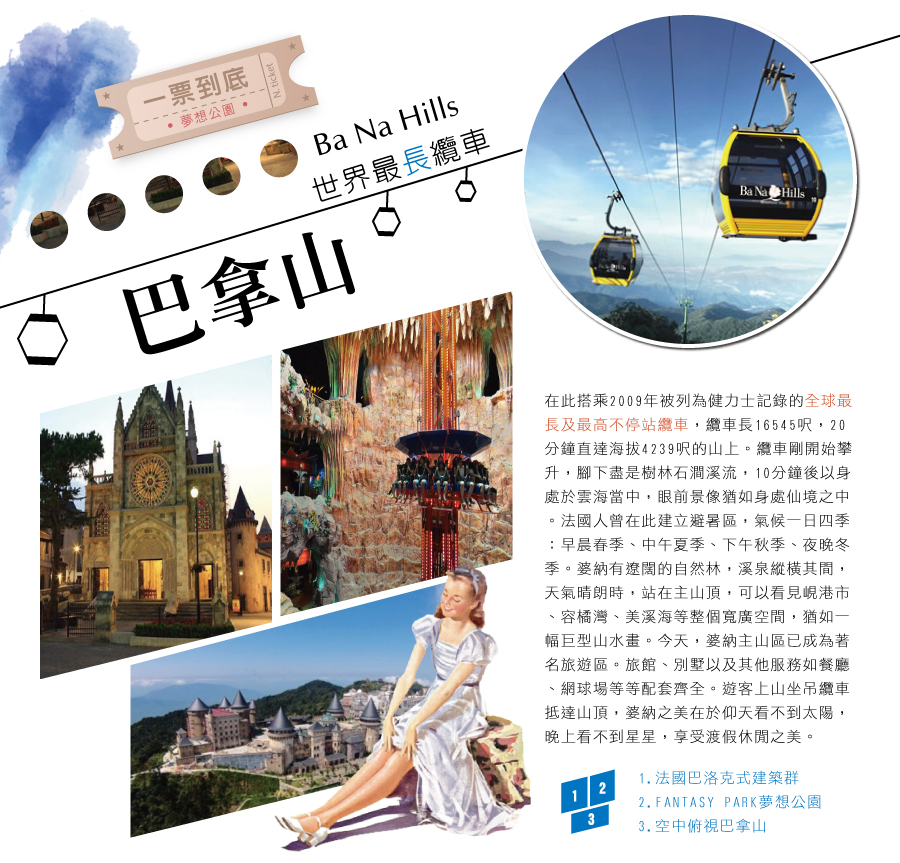 一票到底
夢想公園
N. ticket
Ba Na Hills
世界最長纜車
巴拿山
Ba Na Hills
10
Ba Na Hills
在此搭乘2009年被列為健力士記錄的全球最
長及最高不停站纜車，纜車長16545呎，20
分鐘直達海拔4239呎的山上。纜車剛開始攀
升，腳下盡是樹林石澗溪流，10分鐘後以身
處於雲海當中，眼前景像猶如身處仙境之中
。法國人曾在此建立避暑區，氣候一日四季
：早晨春季、中午夏季、下午秋季、夜晚冬
季。婆納有遼闊的自然林，溪泉縱橫其間，
天氣晴朗時，站在主山頂，可以看見峴港市
、容橘灣、美溪海等整個寬廣空間，猶如一
幅巨型山水畫。今天，婆納主山區已成為著
名旅遊區。旅館、別墅以及其他服務如餐廳
、網球場等等配套齊全。遊客上山坐吊纜車
抵達山頂，婆納之美在於仰天看不到太陽，
晚上看不到星星，享受渡假休閒之美。
1 2
3
1.法國巴洛克式建築群
2.FANTASY PARK夢想公園
3.空中俯視巴拿山